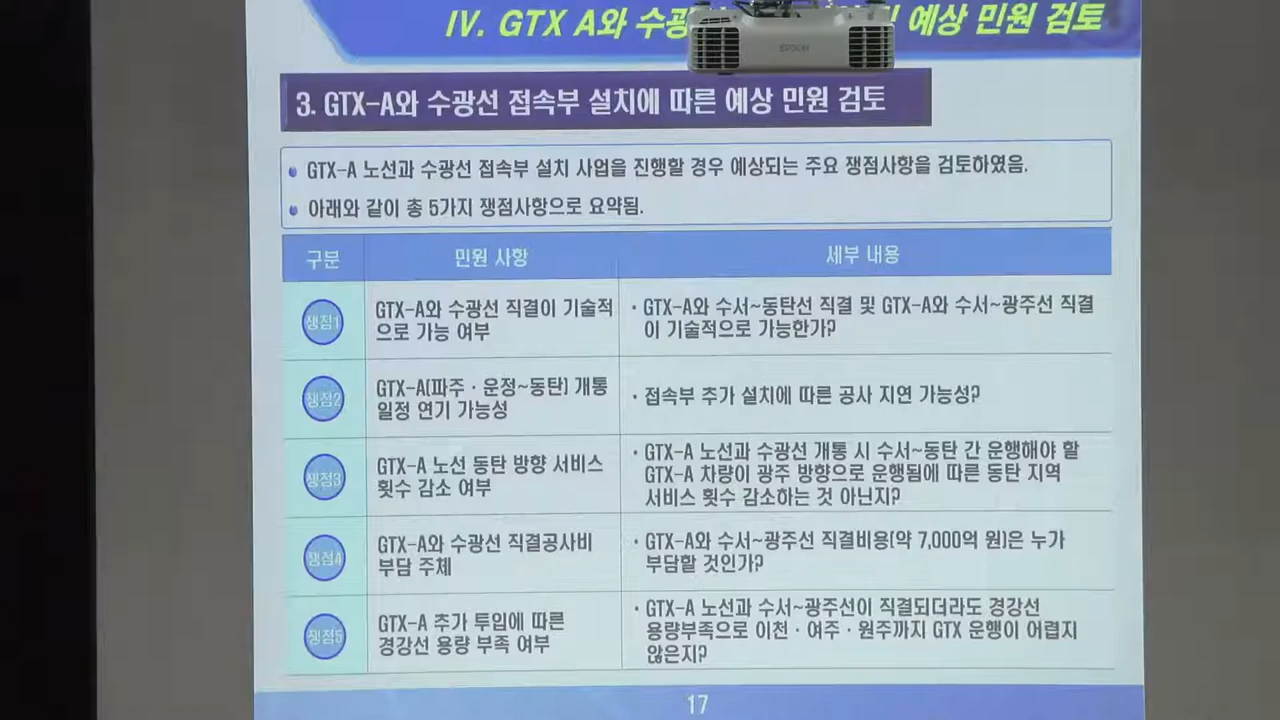 IV. GTX A와 수광 예상 민원 검토
EPSON
3. GTX-A와 수광선 접속부 설치에 따른 예상 민원 검토
• GTX-A 노선과 수광선 접속부 설치 사업을 진행할 경우 예상되는 주요 쟁점사항을 검토하였음.
• 아래와 같이 총 5가지 쟁점사항으로 요약됨.
구분 민원 사항 세부 내용
쟁점1
GTX-A와 수광선 직결이 기술적
으로 가능 여부
· GTX-A와 수서~동탄선 직결 및 GTX-A와 수서~광주선 직결
이 기술적으로 가능한가?
쟁점2
GTX-A(파주·운정~동탄) 개통
일정 연기 가능성
· 접속부 추가 설치에 따른 공사 지연 가능성?
쟁점3
GTX-A 노선 동탄 방향 서비스
횟수 감소 여부
· GTX-A 노선과 수광선 개통 시 수서~동탄 간 운행해야 할
GTX-A 차량이 광주 방향으로 운행됨에 따른 동탄 지역
서비스 횟수 감소하는 것 아닌지?
쟁점4
GTX-A와 수광선 직결공사비
부담 주체
· GTX-A와 수서~광주선 직결비용(약 7,000억 원)은 누가
부담할 것인가?
쟁점5
GTX-A 추가 투입에 따른
경강선 용량 부족 여부
· GTX-A 노선과 수서~광주선이 직결되더라도 경강선
용량부족으로 이천·여주·원주까지 GTX 운행이 어렵지
않은지?
17